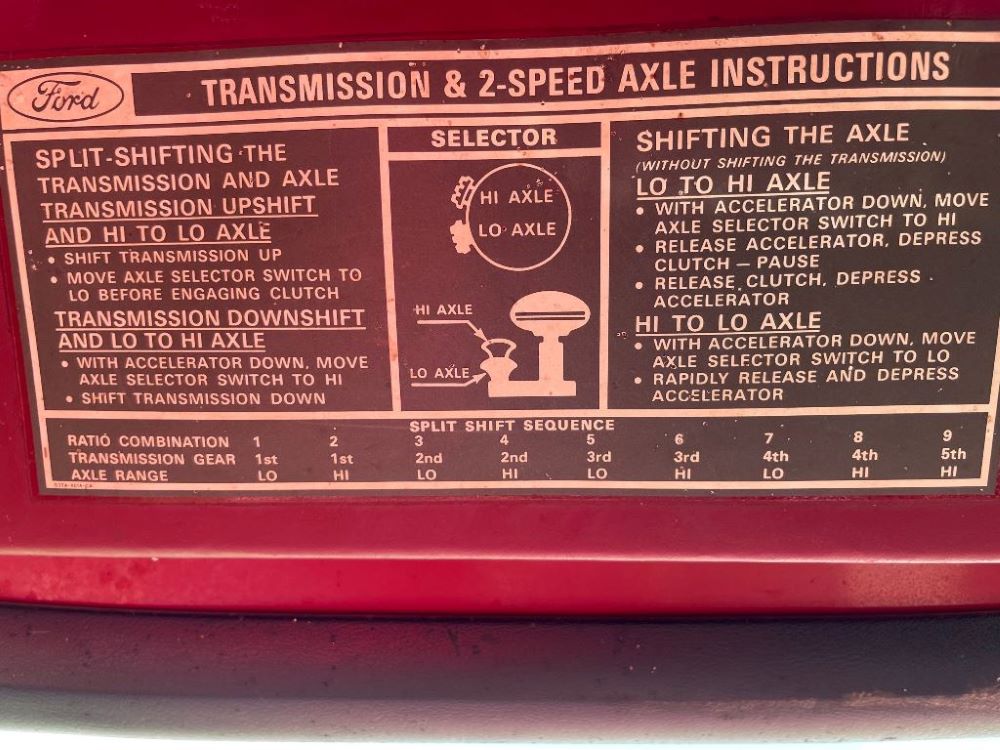 Ford
TRANSMISSION & 2-SPEED AXLE INSTRUCTIONS
SPLIT-SHIFTING THE
TRANSMISSION AND AXLE
TRANSMISSION UPSHIFT
AND HI TO LO AXLE
• SHIFT TRANSMISSION UP
• MOVE AXLE SELECTOR SWITCH TO
LO BEFORE ENGAGING CLUTCH
TRANSMISSION DOWNSHIFT
AND LO TO HI AXLE
• WITH ACCELERATOR DOWN, MOVE
AXLE SELECTOR SWITCH TO HI
• SHIFT TRANSMISSION DOWN
SELECTOR
HI AXLE
LO AXLE
HI AXLE
LO AXLE
SHIFTING THE AXLE
(WITHOUT SHIFTING THE TRANSMISSION)
LO TO HI AXLE
• WITH ACCELERATOR DOWN, MOVE
AXLE SELECTOR SWITCH TO HI
• RELEASE ACCELERATOR, DEPRESS
CLUTCH — PAUSE
• RELEASE CLUTCH, DEPRESS
ACCELERATOR
HI TO LO AXLE
• WITH ACCELERATOR DOWN, MOVE
AXLE SELECTOR SWITCH TO LO
• RAPIDLY RELEASE AND DEPRESS
ACCELERATOR
SPLIT SHIFT SEQUENCE
RATIO COMBINATION 1 2 3 4 5 6 7 8 9
TRANSMISSION GEAR 1st 1st 2nd 2nd 3rd 3rd 4th 4th 5th
AXLE RANGE LO HI LO HI LO HI LO HI HI